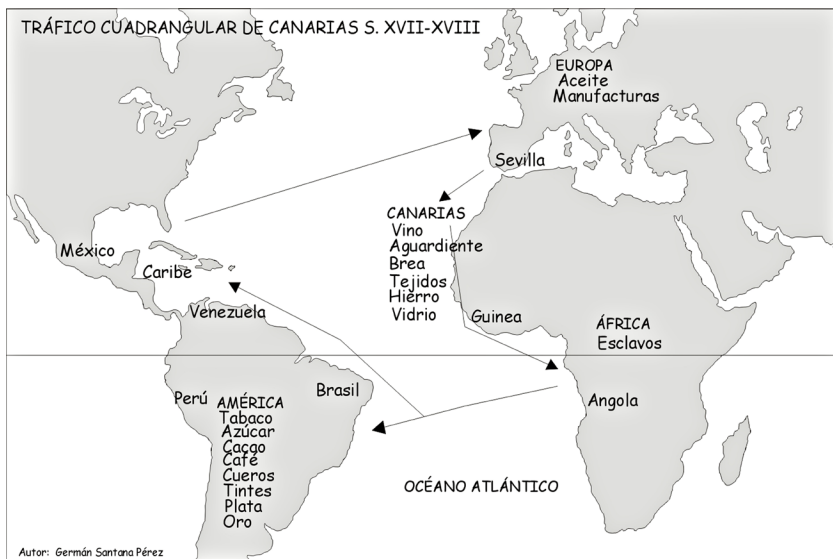 TRÁFICO CUADRANGULAR DE CANARIAS S. XVII-XVIII
EUROPA
Aceite
Manufacturas
Sevilla
CANARIAS
Vino
Aguardiente
Brea
Tejidos
Hierro
Vidrio
México
Caribe
Venezuela
Guinea
ÁFRICA
Esclavos
Perú
Brasil
Angola
AMÉRICA
Tabaco
Azúcar
Cacao
Café
Cueros
Tintes
Plata
Oro
OCÉANO ATLÁNTICO
Autor: Germán Santana Pérez